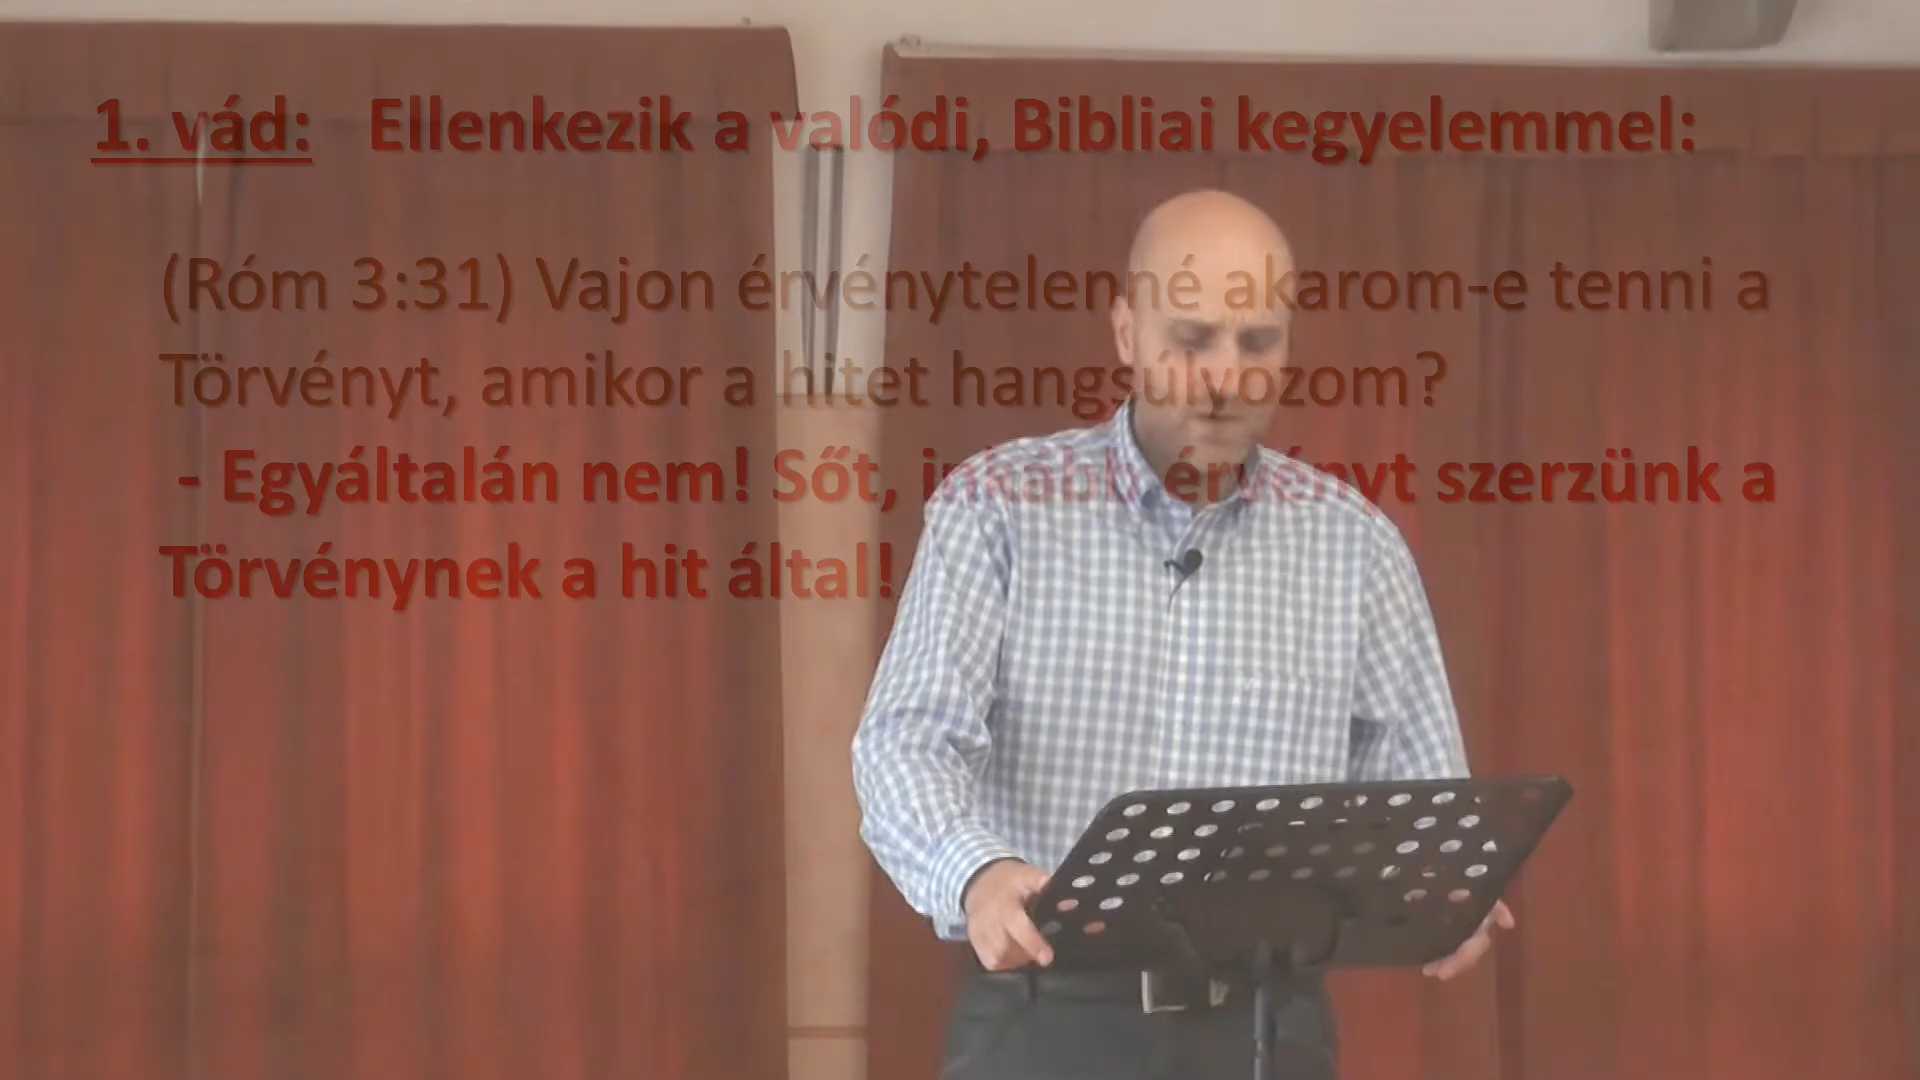 1. vád: Ellenkezik a valódi, Bibliai kegyelemmel:
(Róm 3:31) Vajon érvénytelenné akarom-e tenni a
Törvényt, amikor a hitet hangsúlyozom?
- Egyáltalán nem! Sőt, inkább érvényt szerzünk a
Törvénynek a hit által!